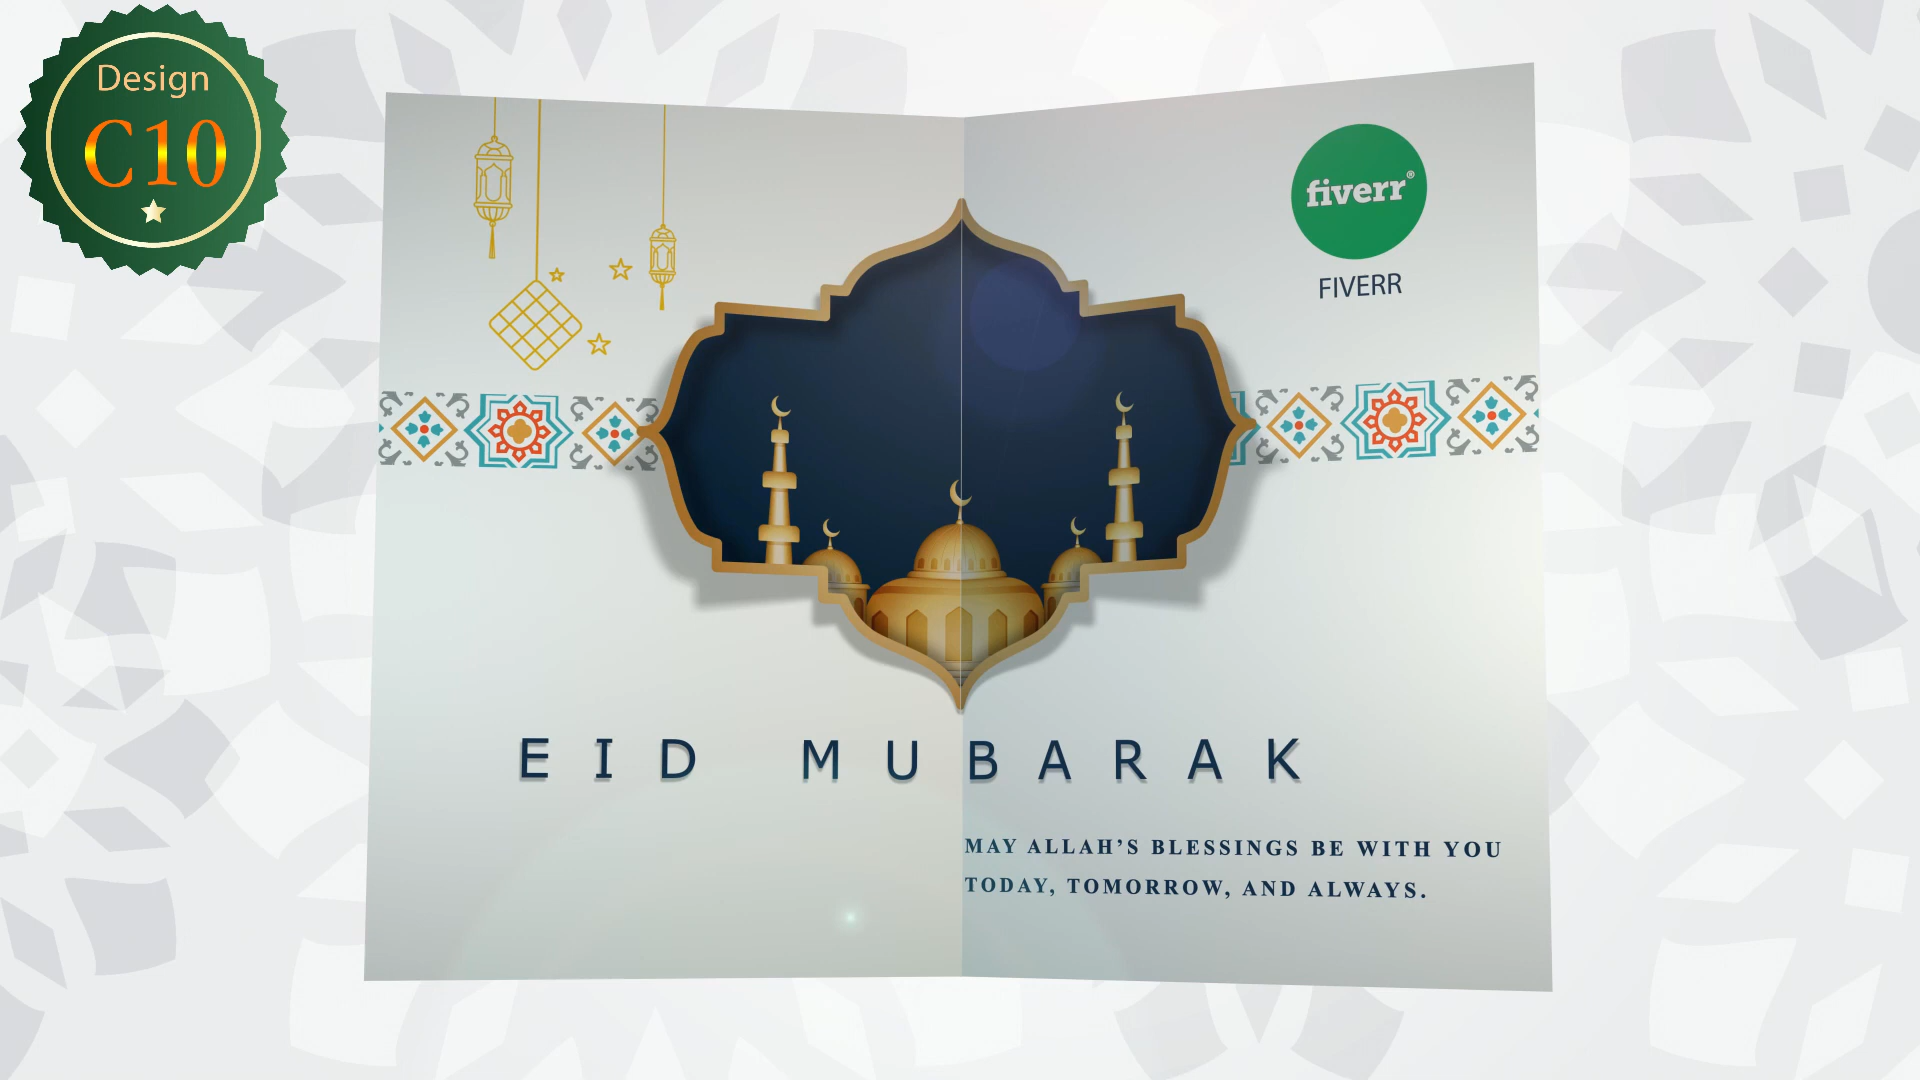 Design
C10
fiverr®
FIVERR
EID MUBARAK
MAY ALLAH’S BLESSINGS BE WITH YOU
TODAY, TOMORROW, AND ALWAYS.